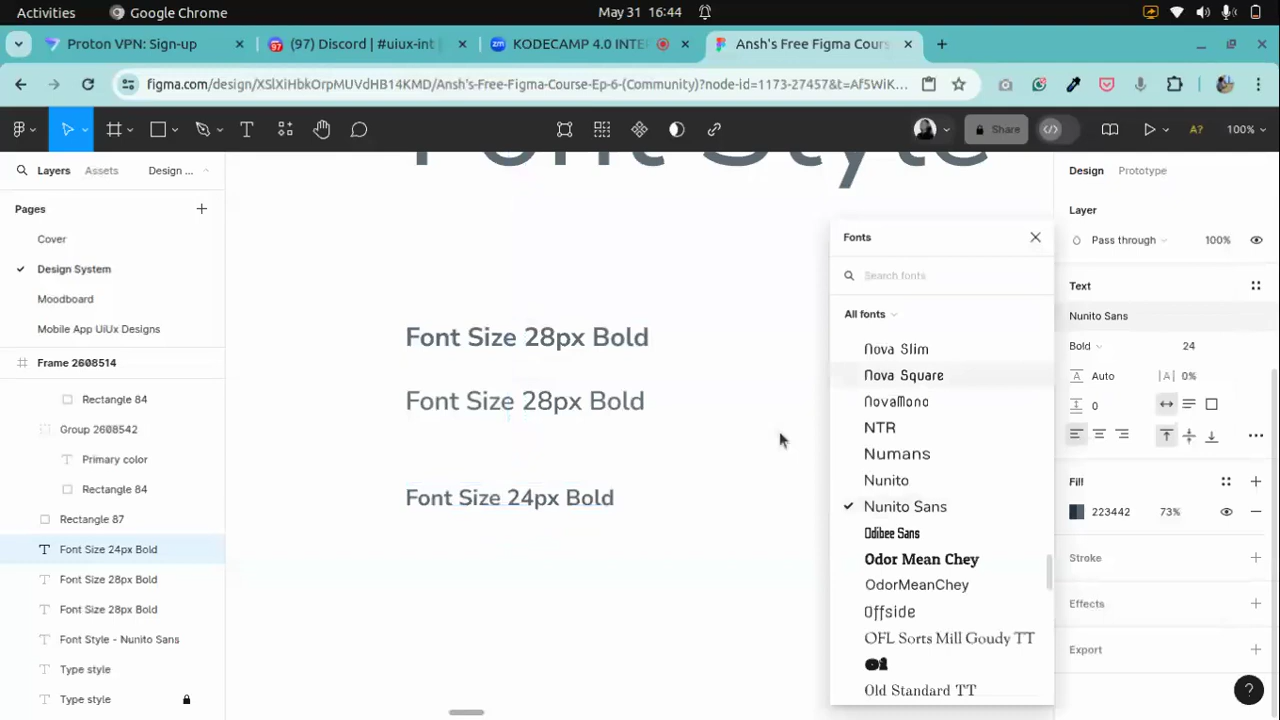 Activities
Google Chrome
May 31 16:44
Proton VPN: Sign-up
(97) Discord | #uiux-int
KODECAMP 4.0 INTE
Ansh's Free Figma Cours
figma.com/design/XSlXiHbkOrpMUVdHB14KMD/Ansh's-Free-Figma-Course-Ep-6-(Community)?node-id=1173-27457&t=Af5WiK...
Share
A?
100%
Layers
Assets
Design ...
Pages
Cover
Design System
Moodboard
Mobile App UiUx Designs
Frame 2608514
Rectangle 84
Group 2608542
Primary color
Rectangle 84
Rectangle 87
Font Size 24px Bold
Font Size 28px Bold
Font Size 28px Bold
Font Style - Nunito Sans
Type style
Type style
Font Style
Font Size 28px Bold
Font Size 28px Bold
Font Size 24px Bold
Fonts
Search fonts
All fonts
Nova Slim
Nova Square
NovaMono
NTR
Numans
Nunito
Nunito Sans
Odibee Sans
Odor Mean Chey
OdorMeanChey
Offside
OFL Sorts Mill Goudy TT
Old Standard TT
Design
Prototype
Layer
Pass through
100%
Text
Nunito Sans
Bold
24
Auto
0%
0
Fill
223442
73%
Stroke
Effects
Export
?